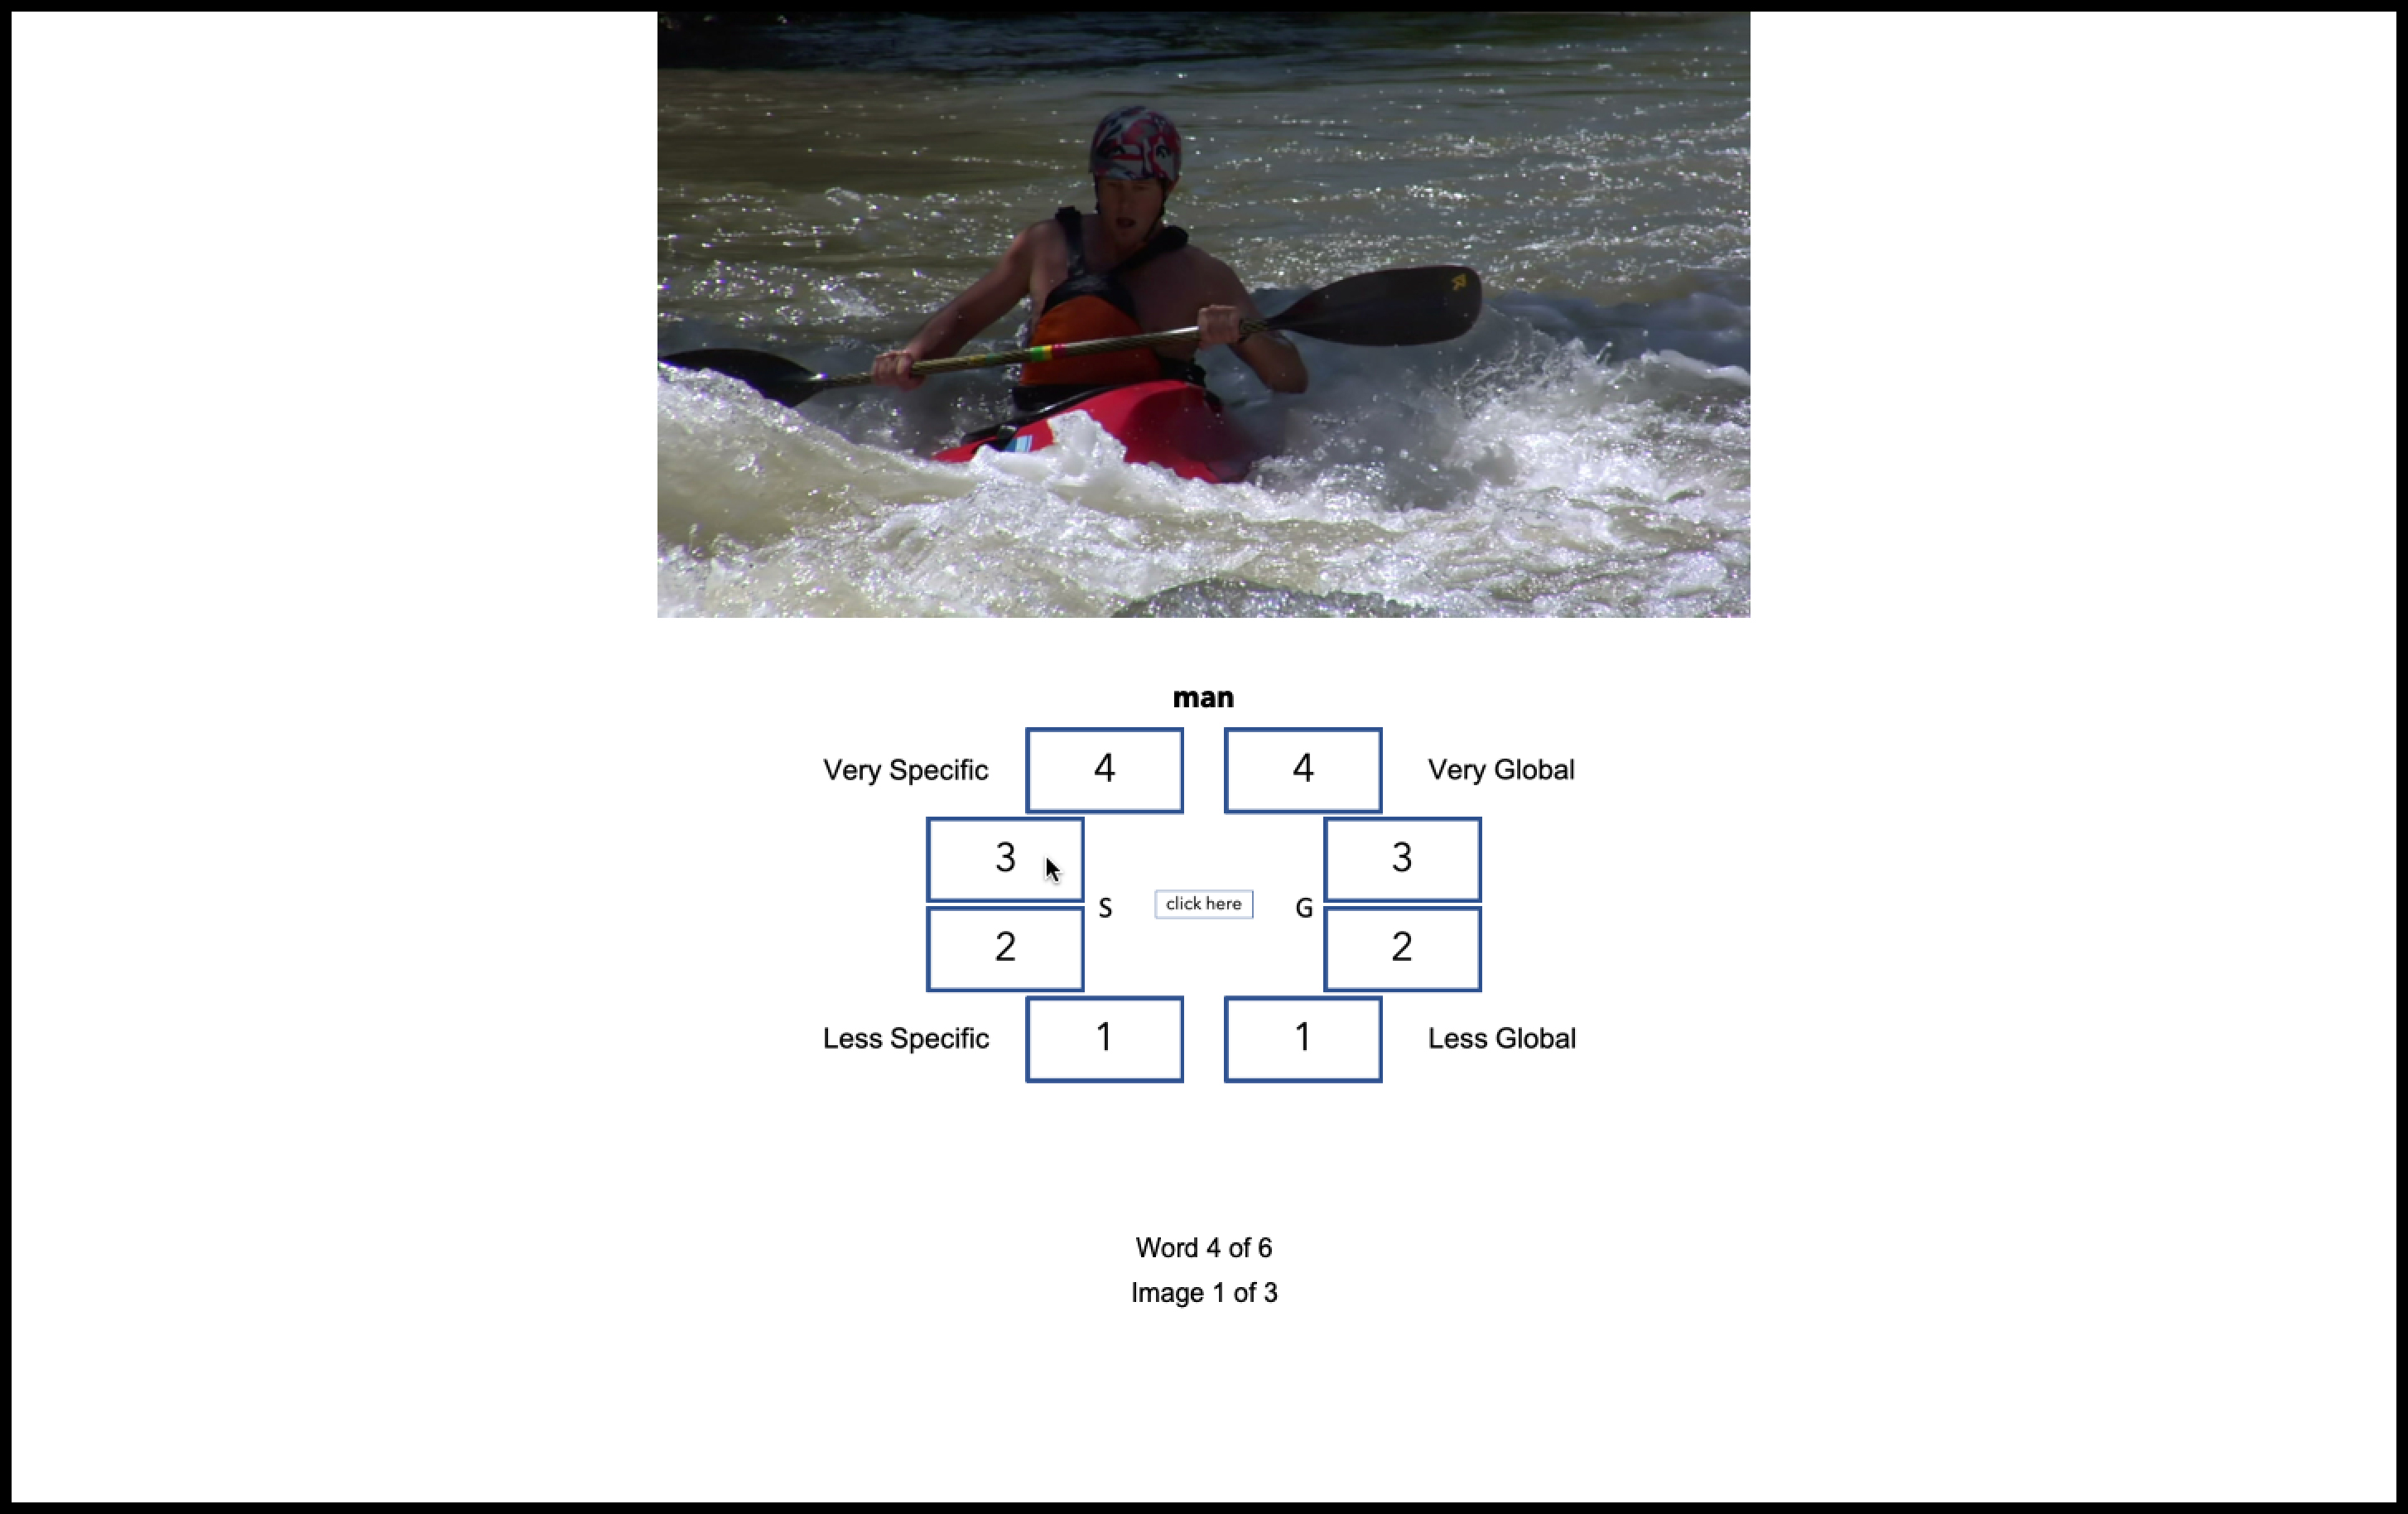 man
Very Specific 4 4 Very Global
3 3
S click here G
2 2
Less Specific 1 1 Less Global
Word 4 of 6
Image 1 of 3